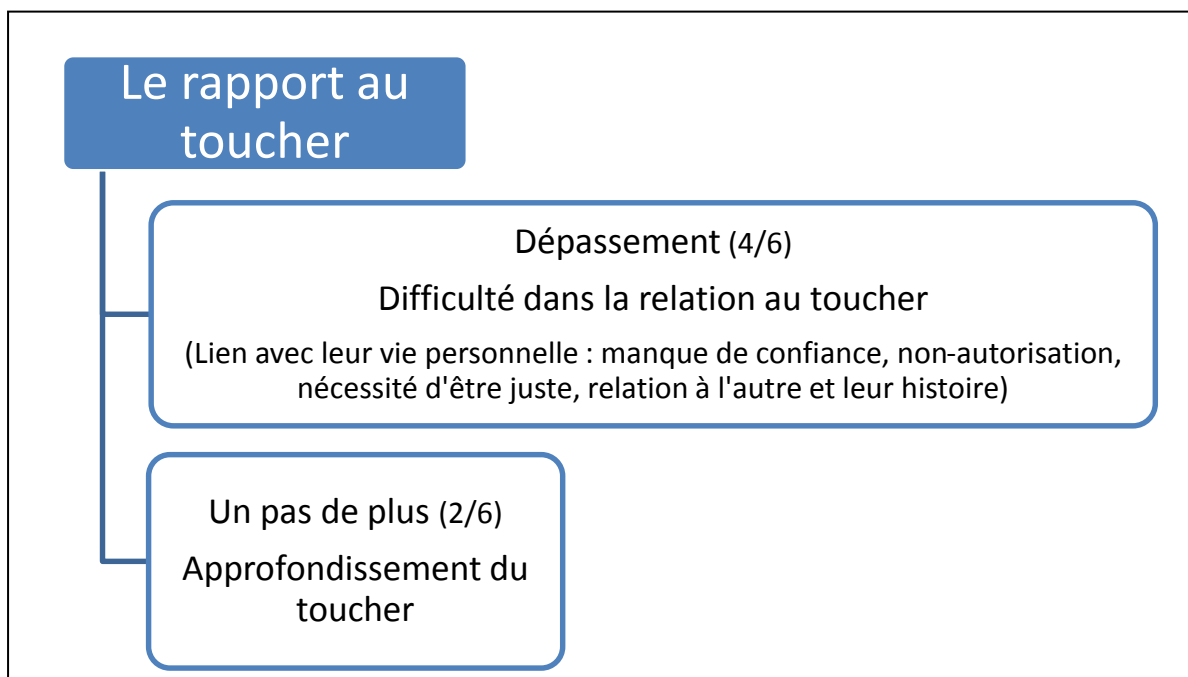 Le rapport au
toucher
Dépassement (4/6)
Difficulté dans la relation au toucher
(Lien avec leur vie personnelle : manque de confiance, non-autorisation,
nécessité d'être juste, relation à l'autre et leur histoire)
Un pas de plus (2/6)
Approfondissement du
toucher